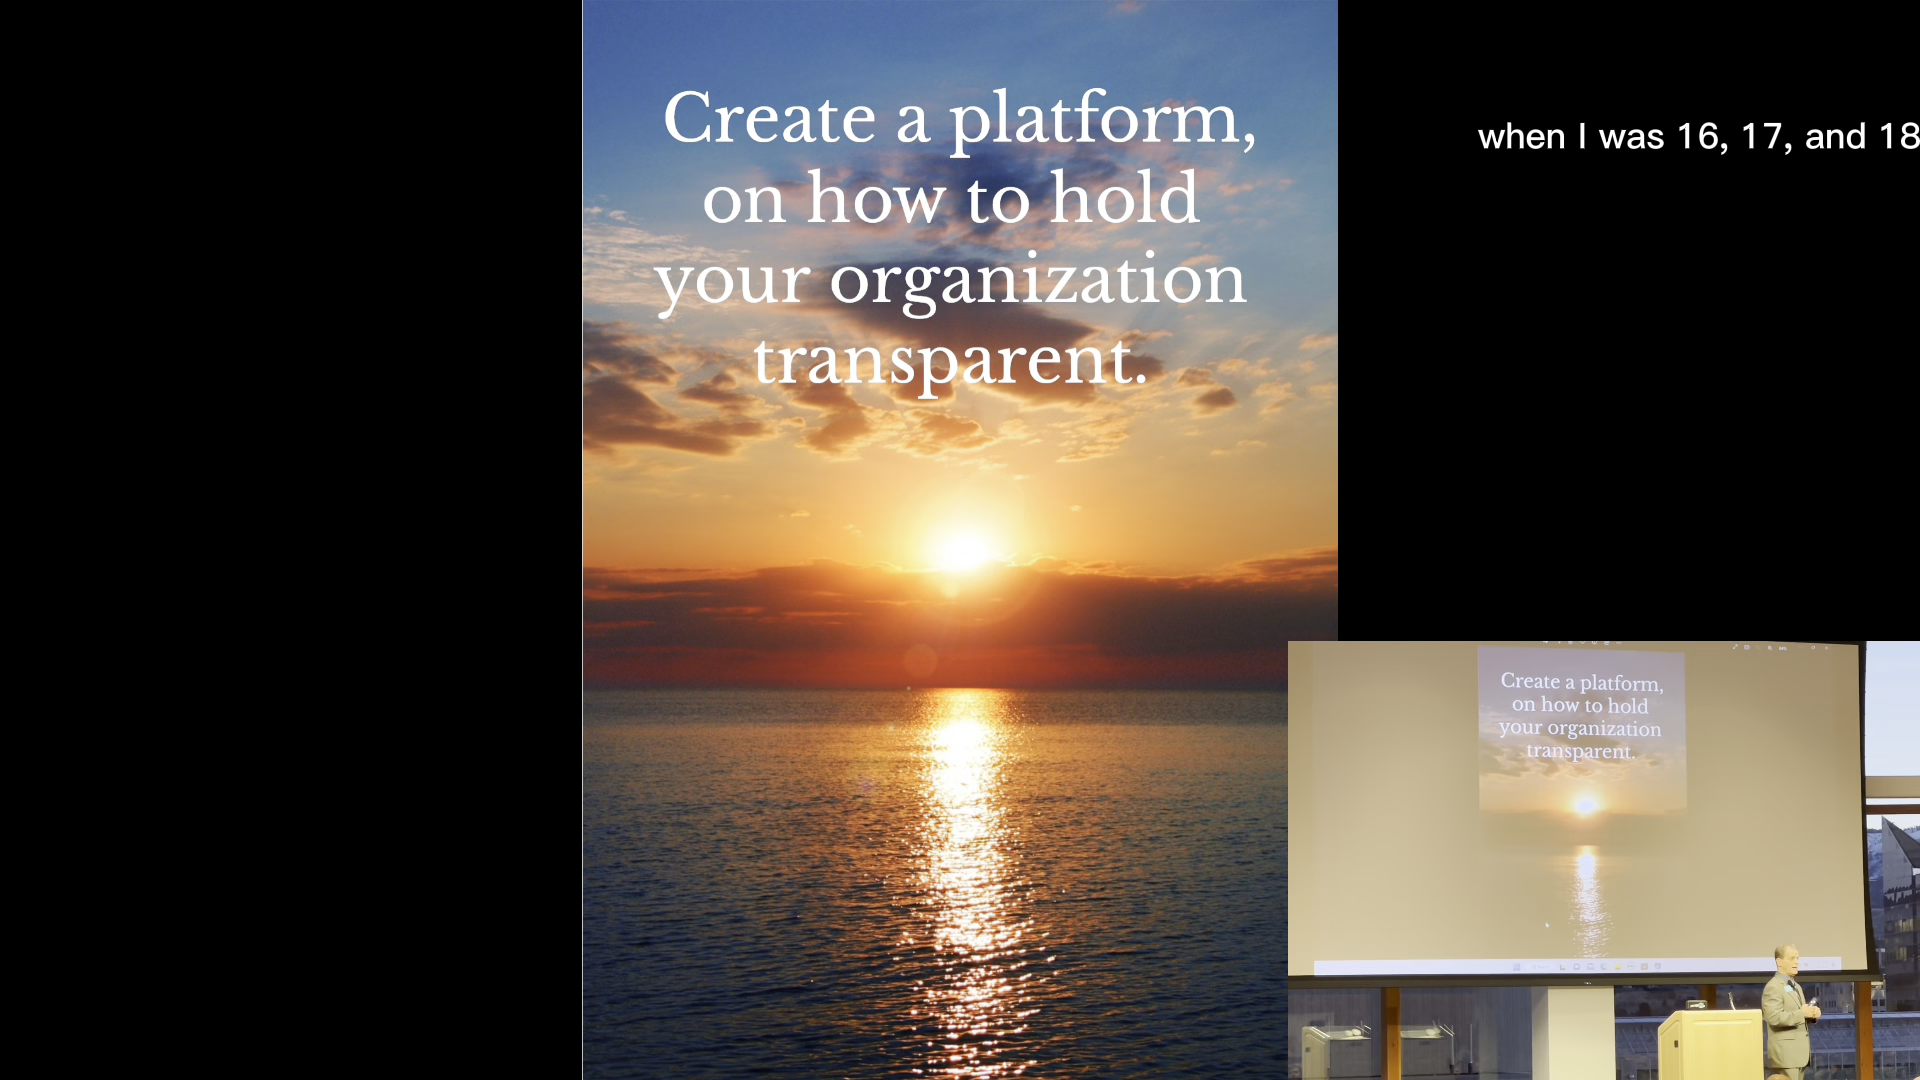 Create a platform,
on how to hold
your organization
transparent.
when I was 16, 17, and 18
Create a platform,
on how to hold
your organization
transparent.